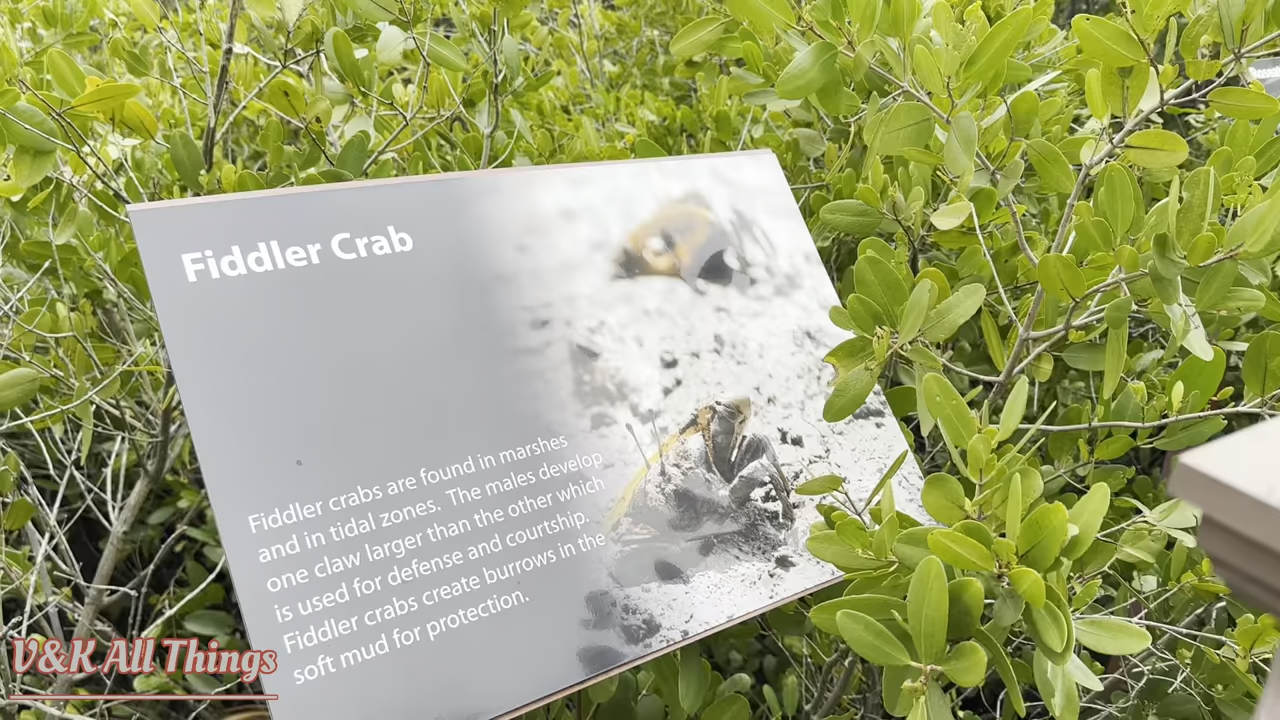 Fiddler Crab
Fiddler crabs are found in marshes
and in tidal zones. The males develop
one claw larger than the other which
is used for defense and courtship.
Fiddler crabs create burrows in the
soft mud for protection.
V&K All Things